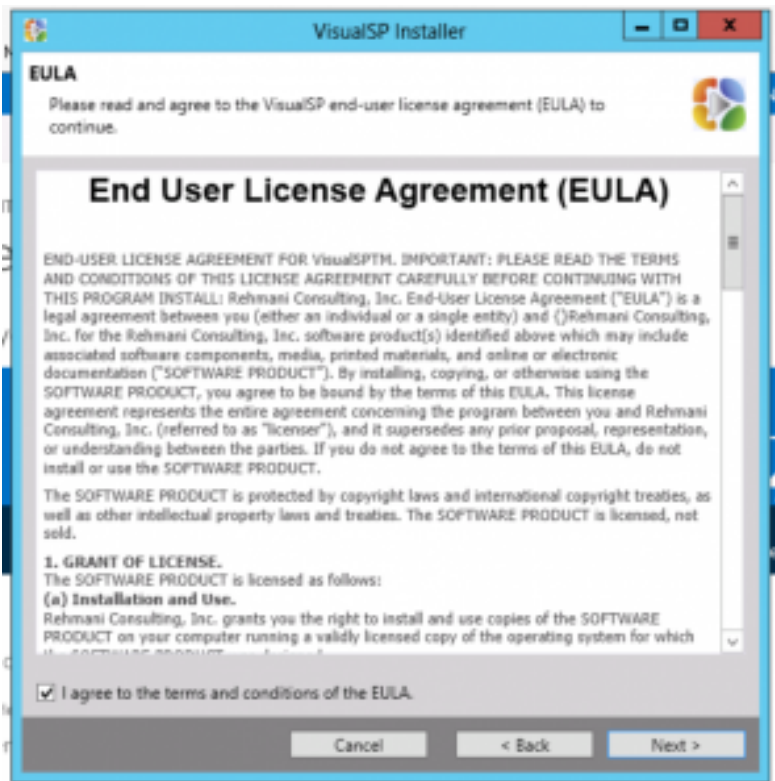 VisualSP Installer
EULA
Please read and agree to the VisualSP end-user license agreement (EULA) to
continue.
End User License Agreement (EULA)
END-USER LICENSE AGREEMENT FOR VisualSPTM. IMPORTANT: PLEASE READ THE TERMS
AND CONDITIONS OF THIS LICENSE AGREEMENT CAREFULLY BEFORE CONTINUING WITH
THIS PROGRAM INSTALL: Rehmani Consulting, Inc. End-User License Agreement ("EULA") is a
legal agreement between you (either an individual or a single entity) and ()Rehmani Consulting,
Inc. for the Rehmani Consulting, Inc. software product(s) identified above which may include
associated software components, media, printed materials, and online or electronic
documentation ("SOFTWARE PRODUCT"). By installing, copying, or otherwise using the
SOFTWARE PRODUCT, you agree to be bound by the terms of this EULA. This license
agreement represents the entire agreement concerning the program between you and Rehmani
Consulting, Inc. (referred to as "licenser"), and it supersedes any prior proposal, representation,
or understanding between the parties. If you do not agree to the terms of this EULA, do not
install or use the SOFTWARE PRODUCT.
The SOFTWARE PRODUCT is protected by copyright laws and international copyright treaties, as
well as other intellectual property laws and treaties. The SOFTWARE PRODUCT is licensed, not
sold.
1. GRANT OF LICENSE.
The SOFTWARE PRODUCT is licensed as follows:
(a) Installation and Use.
Rehmani Consulting, Inc. grants you the right to install and use copies of the SOFTWARE
PRODUCT on your computer running a validly licensed copy of the operating system for which
I agree to the terms and conditions of the EULA.
Cancel
< Back
Next >